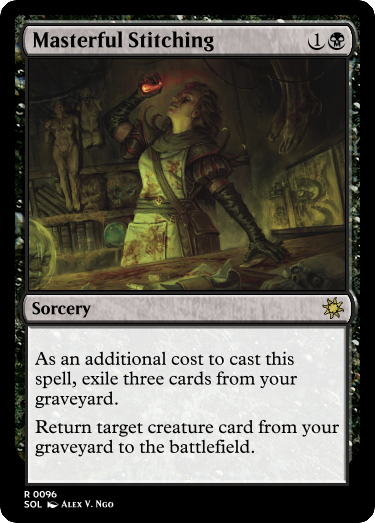 Masterful Stitching 1
Sorcery
As an additional cost to cast this
spell, exile three cards from your
graveyard.
Return target creature card from your
graveyard to the battlefield.
R 0096
SOL Alex V. Ngo